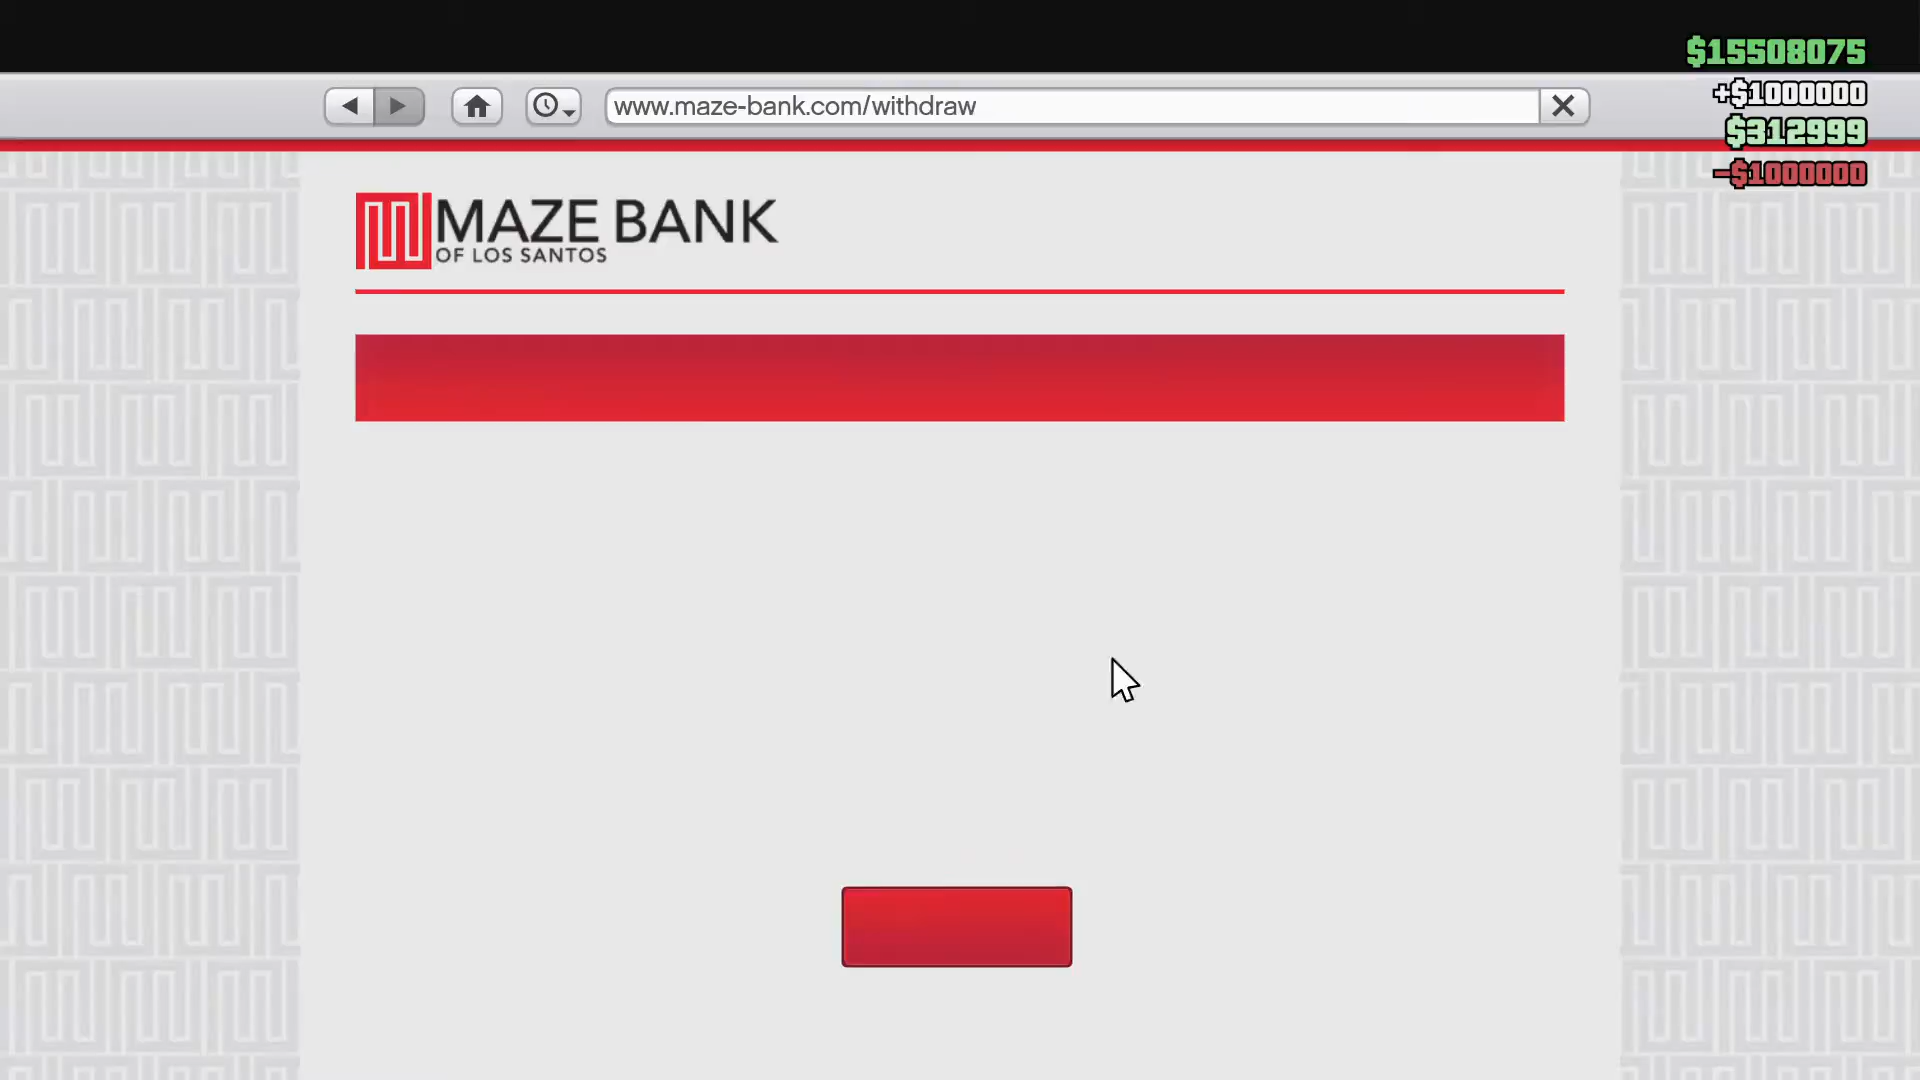 $15508075
+$1000000
www.maze-bank.com/withdraw
$312999
-$1000000
MAZE BANK
OF LOS SANTOS